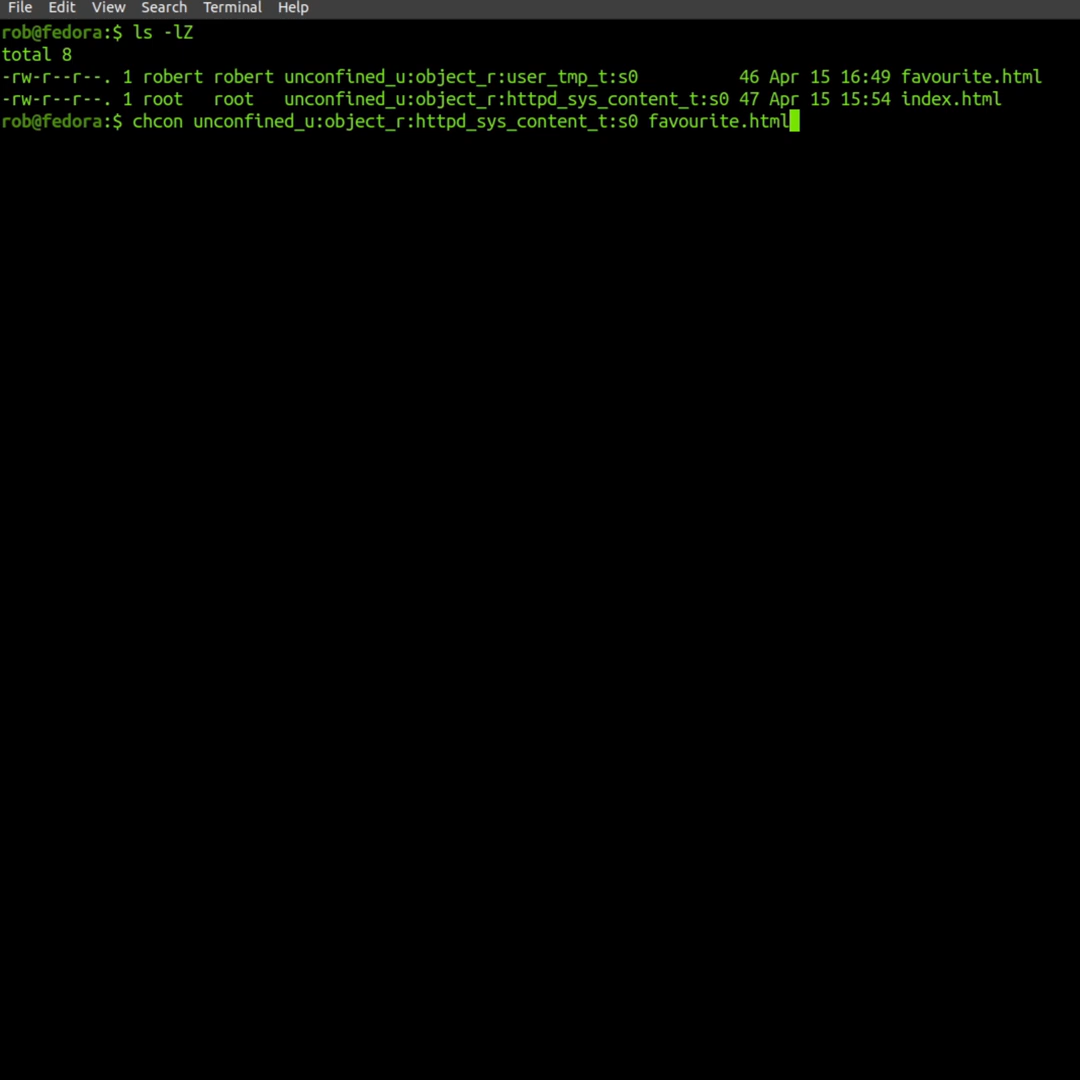 File Edit View Search Terminal Help
rob@fedora:$ ls -lZ
total 8
-rw-r--r--. 1 robert robert unconfined_u:object_r:user_tmp_t:s0          46 Apr 15 16:49 favourite.html
-rw-r--r--. 1 root   root   unconfined_u:object_r:httpd_sys_content_t:s0 47 Apr 15 15:54 index.html
rob@fedora:$ chcon unconfined_u:object_r:httpd_sys_content_t:s0 favourite.html